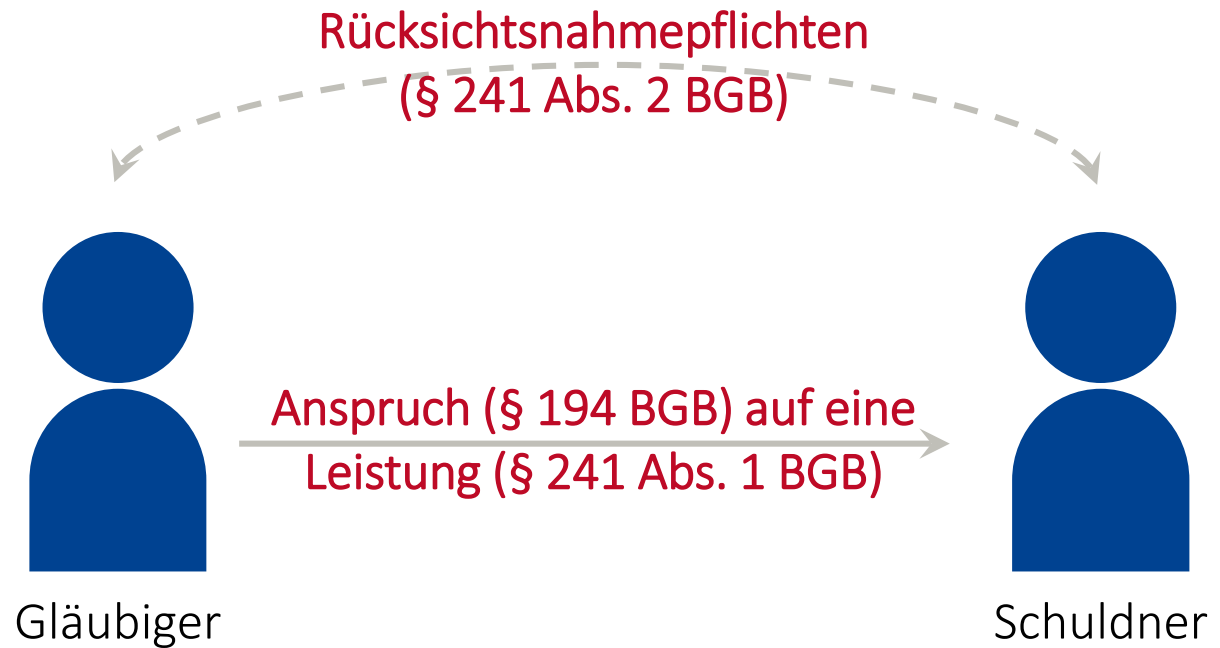 Rücksichtsnahmepflichten
(§ 241 Abs. 2 BGB)
Anspruch (§ 194 BGB) auf eine
Leistung (§ 241 Abs. 1 BGB)
Gläubiger
Schuldner